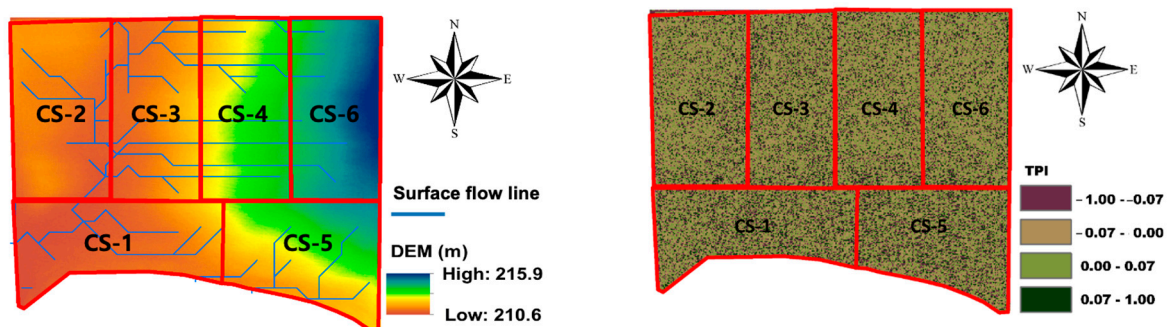 N
W E
S
CS-2
CS-3
CS-4
CS-6
CS-1
CS-5
Surface flow line
DEM (m)
High: 215.9
Low: 210.6
N
W E
S
CS-2
CS-3
CS-4
CS-6
CS-1
CS-5
TPI
-1.00 - -0.07
-0.07 - 0.00
0.00 - 0.07
0.07 - 1.00